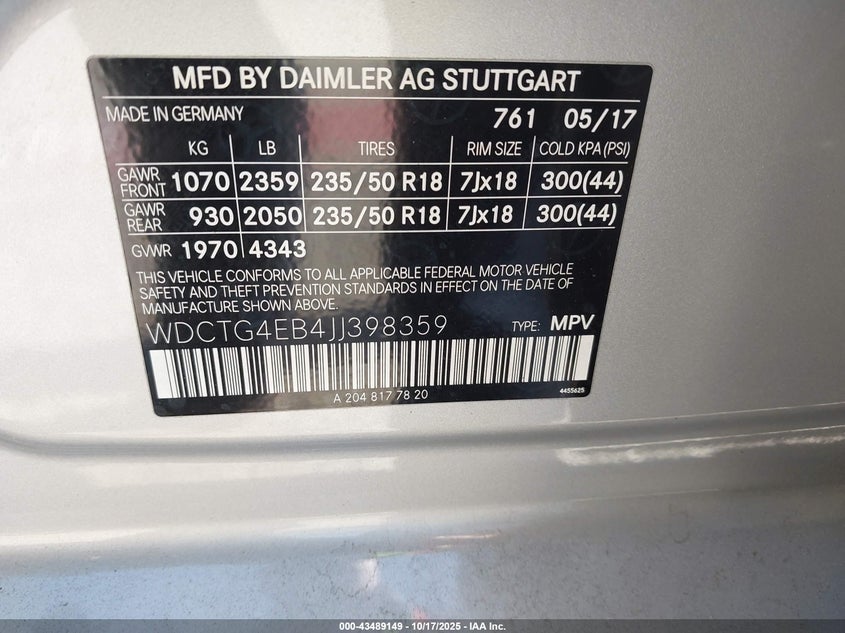 MFD BY DAIMLER AG STUTTGART
MADE IN GERMANY 761 05/17
KG LB TIRES RIM SIZE COLD KPA (PSI)
GAWR FRONT 1070 2359 235/50 R18 7Jx18 300(44)
GAWR REAR 930 2050 235/50 R18 7Jx18 300(44)
GVWR 1970 4343
THIS VEHICLE CONFORMS TO ALL APPLICABLE FEDERAL MOTOR VEHICLE
SAFETY AND THEFT PREVENTION STANDARDS IN EFFECT ON THE DATE OF
MANUFACTURE SHOWN ABOVE.
WDCTG4EB4JJ398359 TYPE: MPV
A 204 817 78 20 4455625
000-43489149 - 10/17/2025 - IAA Inc.